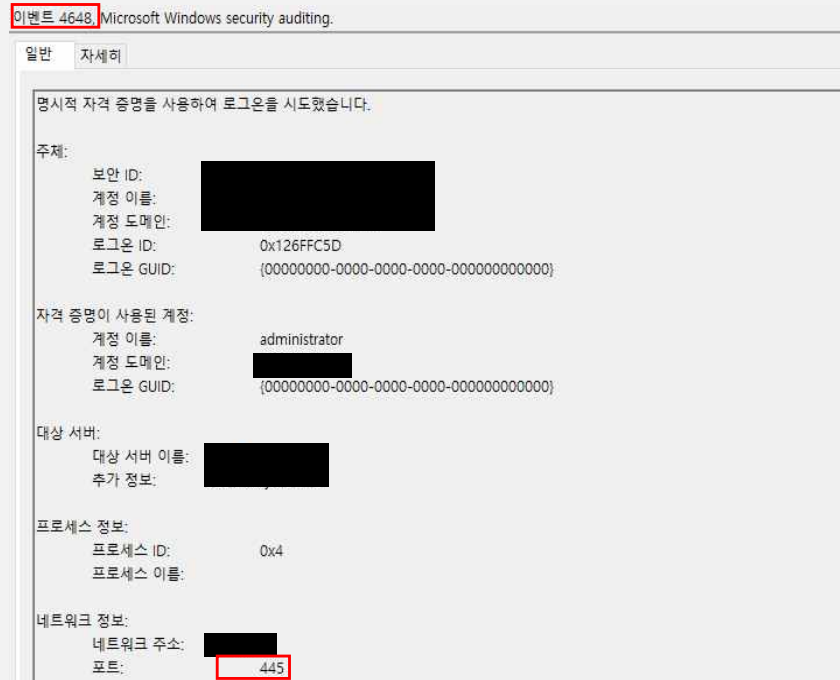 이벤트 4648, Microsoft Windows security auditing.
일반 자세히
명시적 자격 증명을 사용하여 로그온을 시도했습니다.
주제:
보안 ID:
계정 이름:
계정 도메인:
로그온 ID: 0x126FFC5D
로그온 GUID: {00000000-0000-0000-0000-000000000000}
자격 증명이 사용된 계정:
계정 이름: administrator
계정 도메인:
로그온 GUID: {00000000-0000-0000-0000-000000000000}
대상 서버:
대상 서버 이름:
추가 정보:
프로세스 정보:
프로세스 ID: 0x4
프로세스 이름:
네트워크 정보:
네트워크 주소:
포트: 445